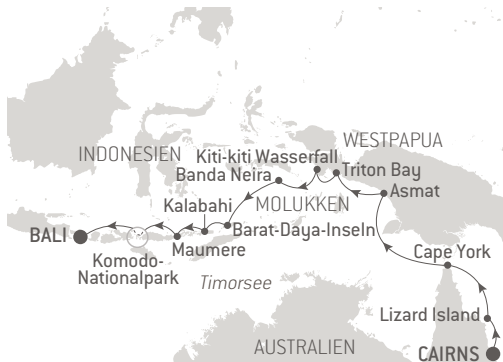 WESTPAPUA
INDONESIEN
Kiti-kiti Wasserfall
Triton Bay
Banda Neira
Asmat
Kalabahi
MOLUKKEN
BALI
Barat-Daya-Inseln
Maumere
Komodo-
Nationalpark
Cape York
Timorsee
Lizard Island
AUSTRALIEN
CAIRNS